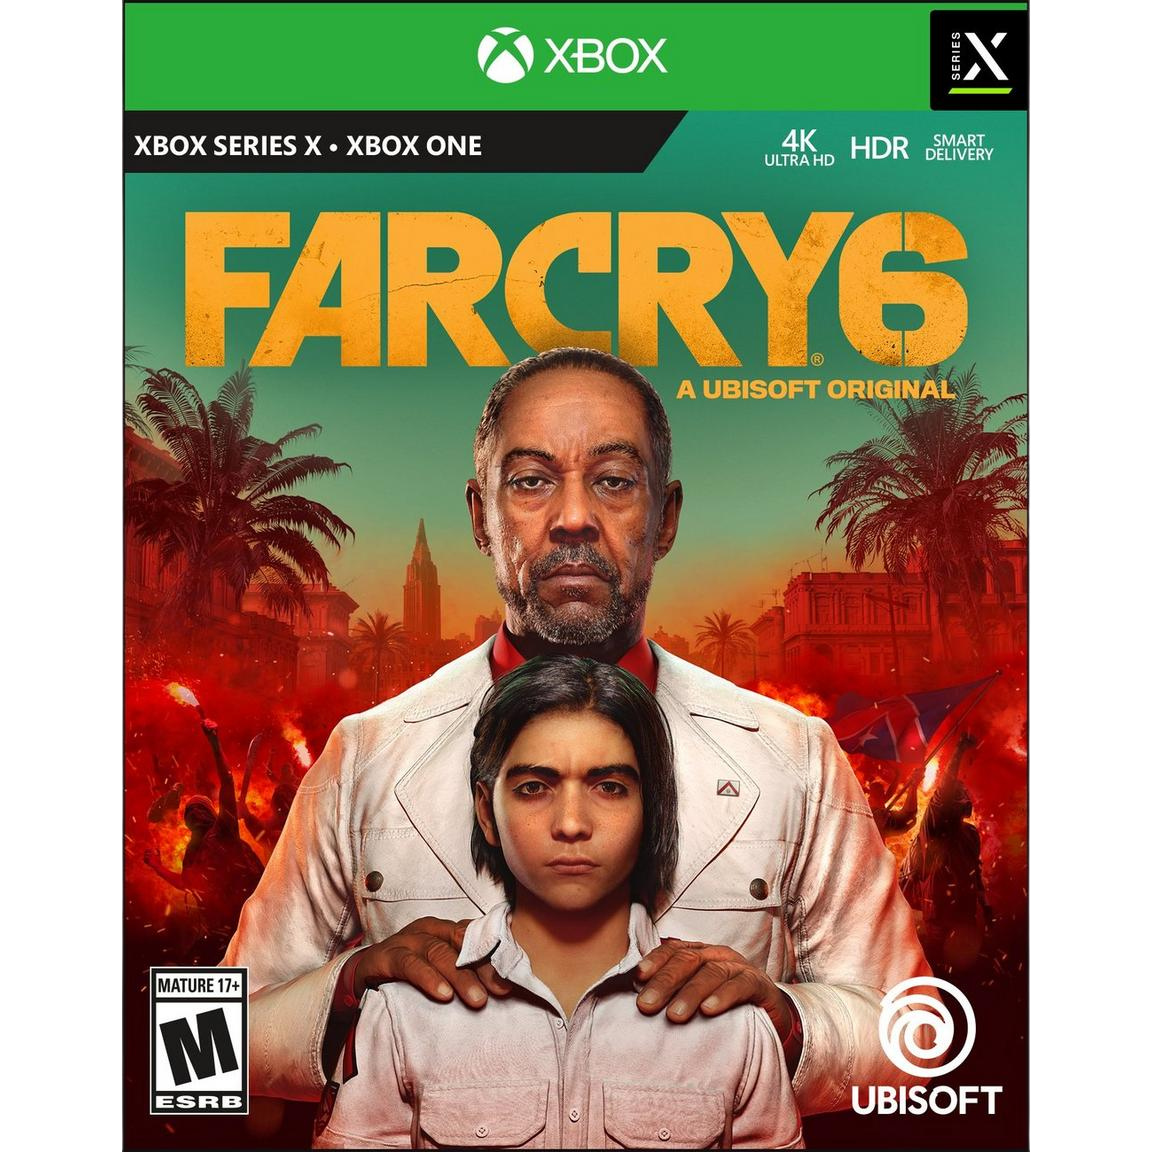 XBOX
SERIES X
XBOX SERIES X • XBOX ONE
4K
ULTRA HD
HDR
SMART
DELIVERY
FARCRY6®
A UBISOFT ORIGINAL
MATURE 17+
M
ESRB
UBISOFT